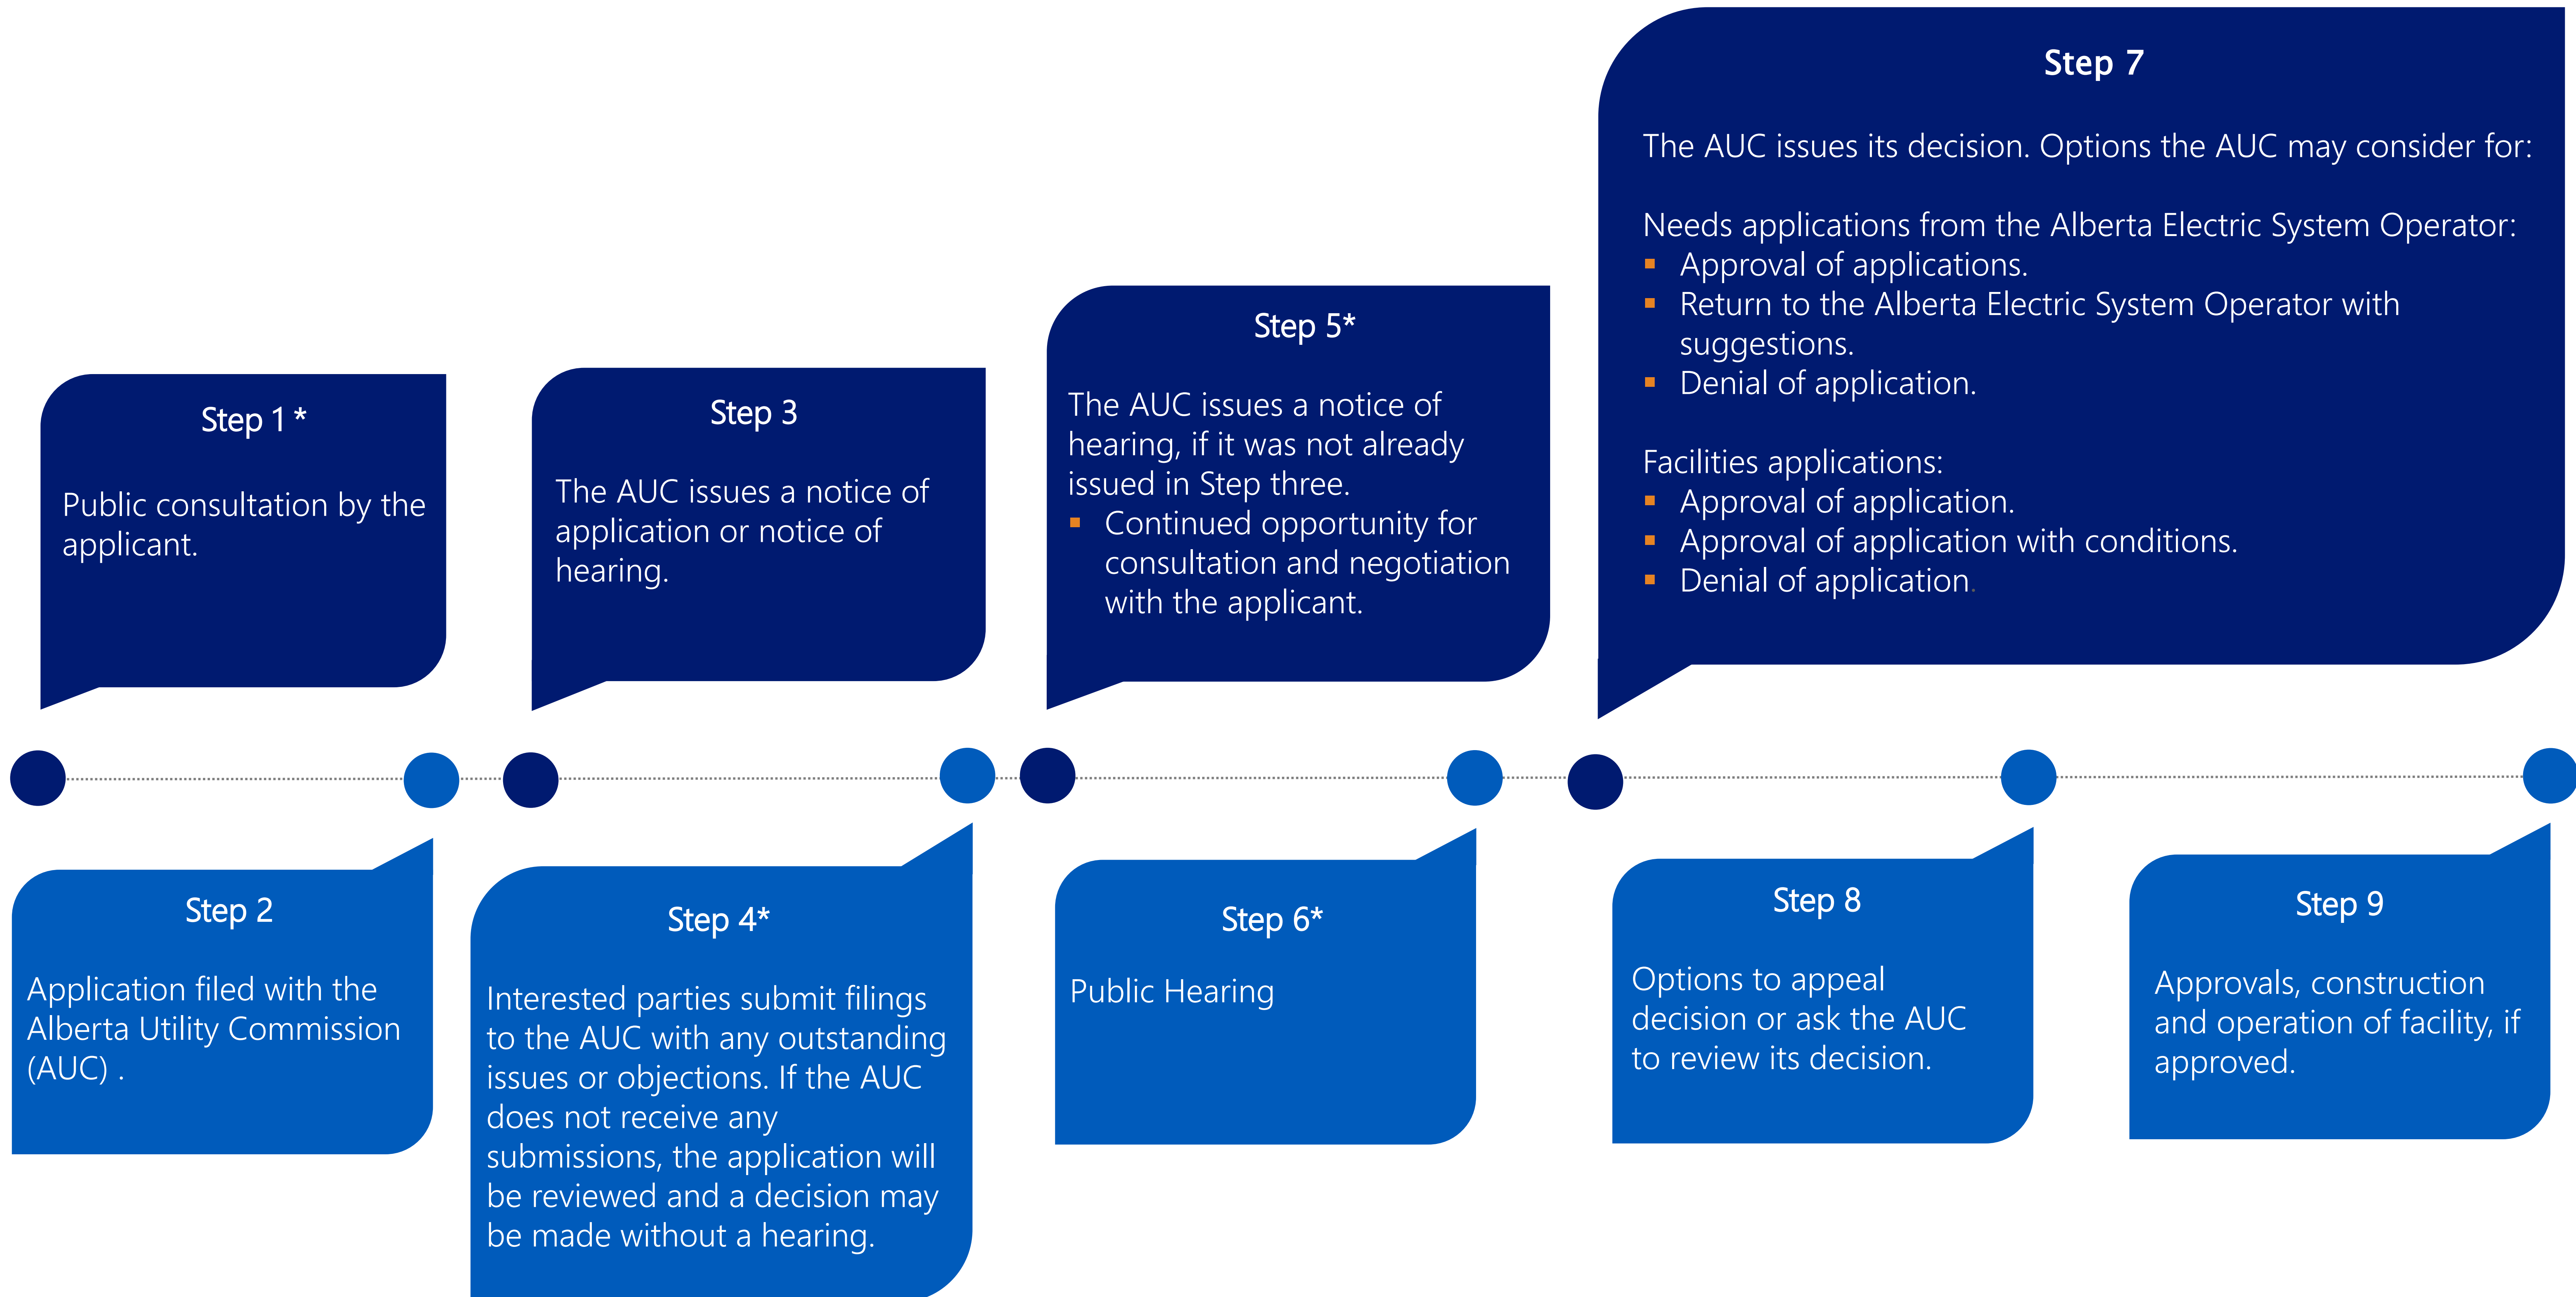 Step 1 *
Public consultation by the
applicant.
Step 2
Application filed with the
Alberta Utility Commission
(AUC) .
Step 3
The AUC issues a notice of
application or notice of
hearing.
Step 4*
Interested parties submit filings
to the AUC with any outstanding
issues or objections. If the AUC
does not receive any
submissions, the application will
be reviewed and a decision may
be made without a hearing.
Step 5*
The AUC issues a notice of
hearing, if it was not already
issued in Step three.
▪ Continued opportunity for
consultation and negotiation
with the applicant.
Step 6*
Public Hearing
Step 7
The AUC issues its decision. Options the AUC may consider for:
Needs applications from the Alberta Electric System Operator:
▪ Approval of applications.
▪ Return to the Alberta Electric System Operator with
suggestions.
▪ Denial of application.
Facilities applications:
▪ Approval of application.
▪ Approval of application with conditions.
▪ Denial of application.
Step 8
Options to appeal
decision or ask the AUC
to review its decision.
Step 9
Approvals, construction
and operation of facility, if
approved.